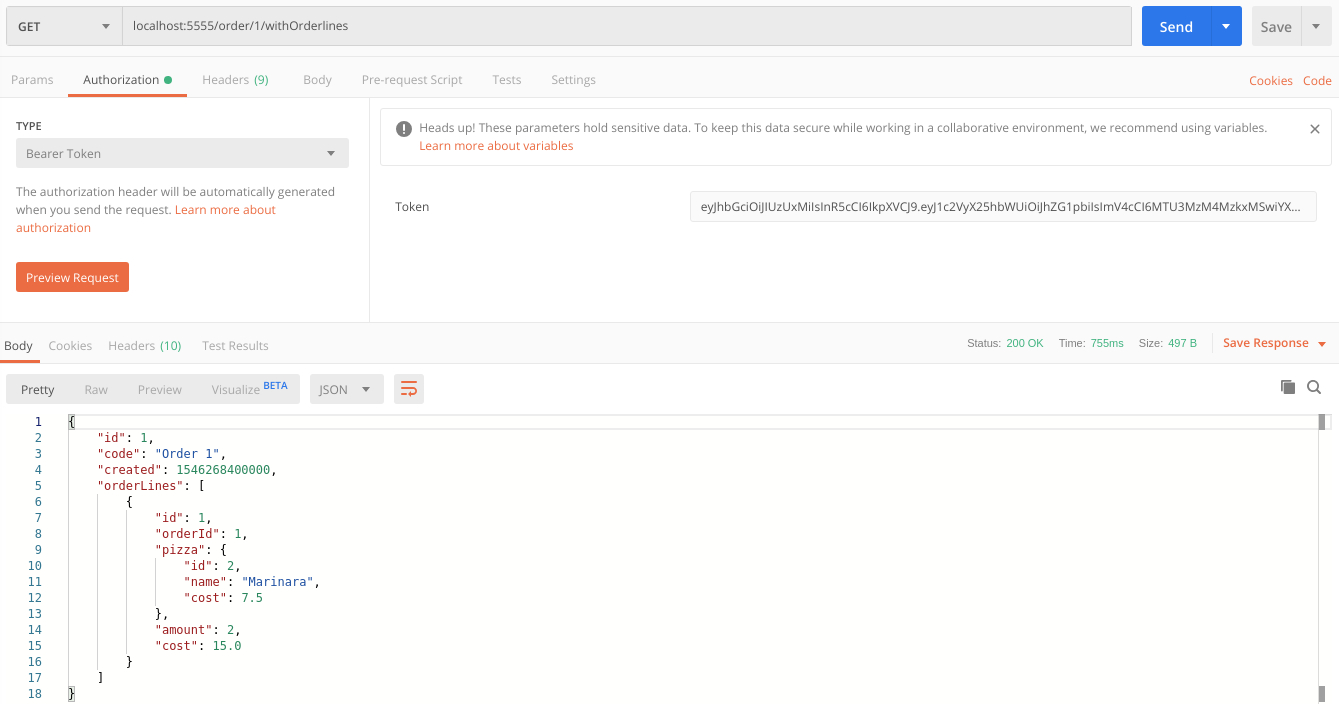 GET localhost:5555/order/1/withOrderlines Send Save
Params Authorization Headers (9) Body Pre-request Script Tests Settings Cookies Code
TYPE
Bearer Token
The authorization header will be automatically generated
when you send the request. Learn more about
authorization
Preview Request
Heads up! These parameters hold sensitive data. To keep this data secure while working in a collaborative environment, we recommend using variables.
Learn more about variables
Token eyJhbGciOiJIUzUxMiIsInR5cCI6IkpXVCJ9.eyJ1c2VyX25hbWUiOiJhZG1pbiIsImV4cCI6MTU3MzM4MzkxMSwiYX...
Body Cookies Headers (10) Test Results Status: 200 OK Time: 755ms Size: 497 B Save Response
Pretty Raw Preview Visualize BETA JSON
1 {
2 "id": 1,
3 "code": "Order 1",
4 "created": 1546268400000,
5 "orderLines": [
6 {
7 "id": 1,
8 "orderId": 1,
9 "pizza": {
10 "id": 2,
11 "name": "Marinara",
12 "cost": 7.5
13 },
14 "amount": 2,
15 "cost": 15.0
16 }
17 ]
18 }